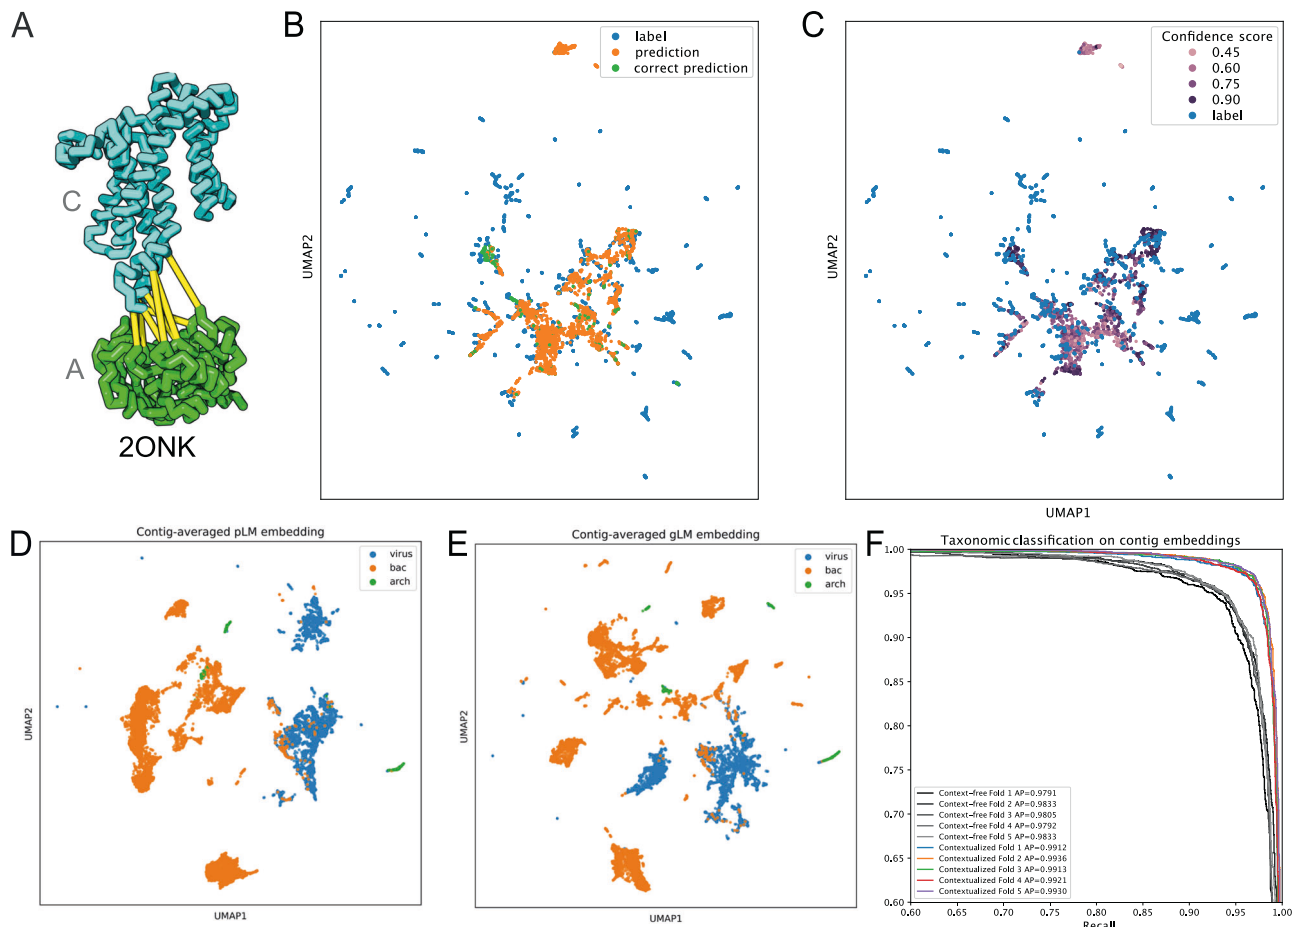 A
C
A
2ONK
B
label
prediction
correct prediction
UMAP2
C
Confidence score
0.45
0.60
0.75
0.90
label
UMAP2
UMAP1
D
Contig-averaged pLM embedding
virus
bac
arch
UMAP2
UMAP1
E
Contig-averaged gLM embedding
virus
bac
arch
UMAP2
UMAP1
F
Taxonomic classification on contig embeddings
1.00
0.95
0.90
0.85
0.80
0.75
0.70
0.65
0.60
Context-free Fold 1 AP=0.9791
Context-free Fold 2 AP=0.9833
Context-free Fold 3 AP=0.9805
Context-free Fold 4 AP=0.9792
Context-free Fold 5 AP=0.9833
Contextualized Fold 1 AP=0.9912
Contextualized Fold 2 AP=0.9936
Contextualized Fold 3 AP=0.9913
Contextualized Fold 4 AP=0.9921
Contextualized Fold 5 AP=0.9930
0.60 0.65 0.70 0.75 0.80 0.85 0.90 0.95 1.00
Recall